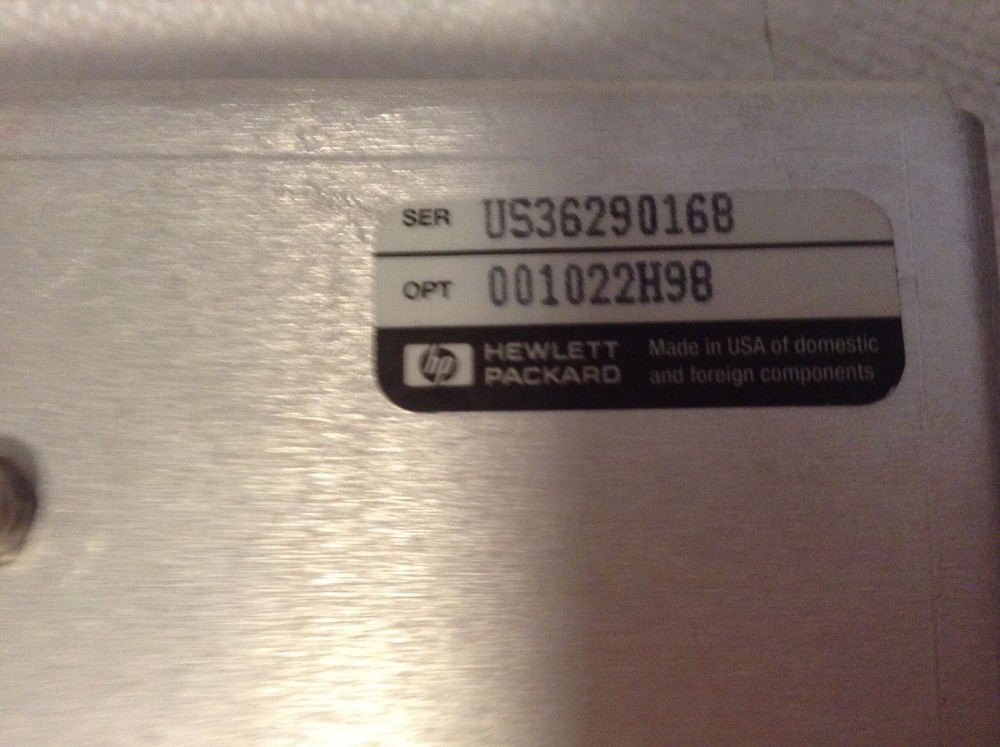 SER US36290168
OPT 001022H98
hp HEWLETT PACKARD
Made in USA of domestic
and foreign components